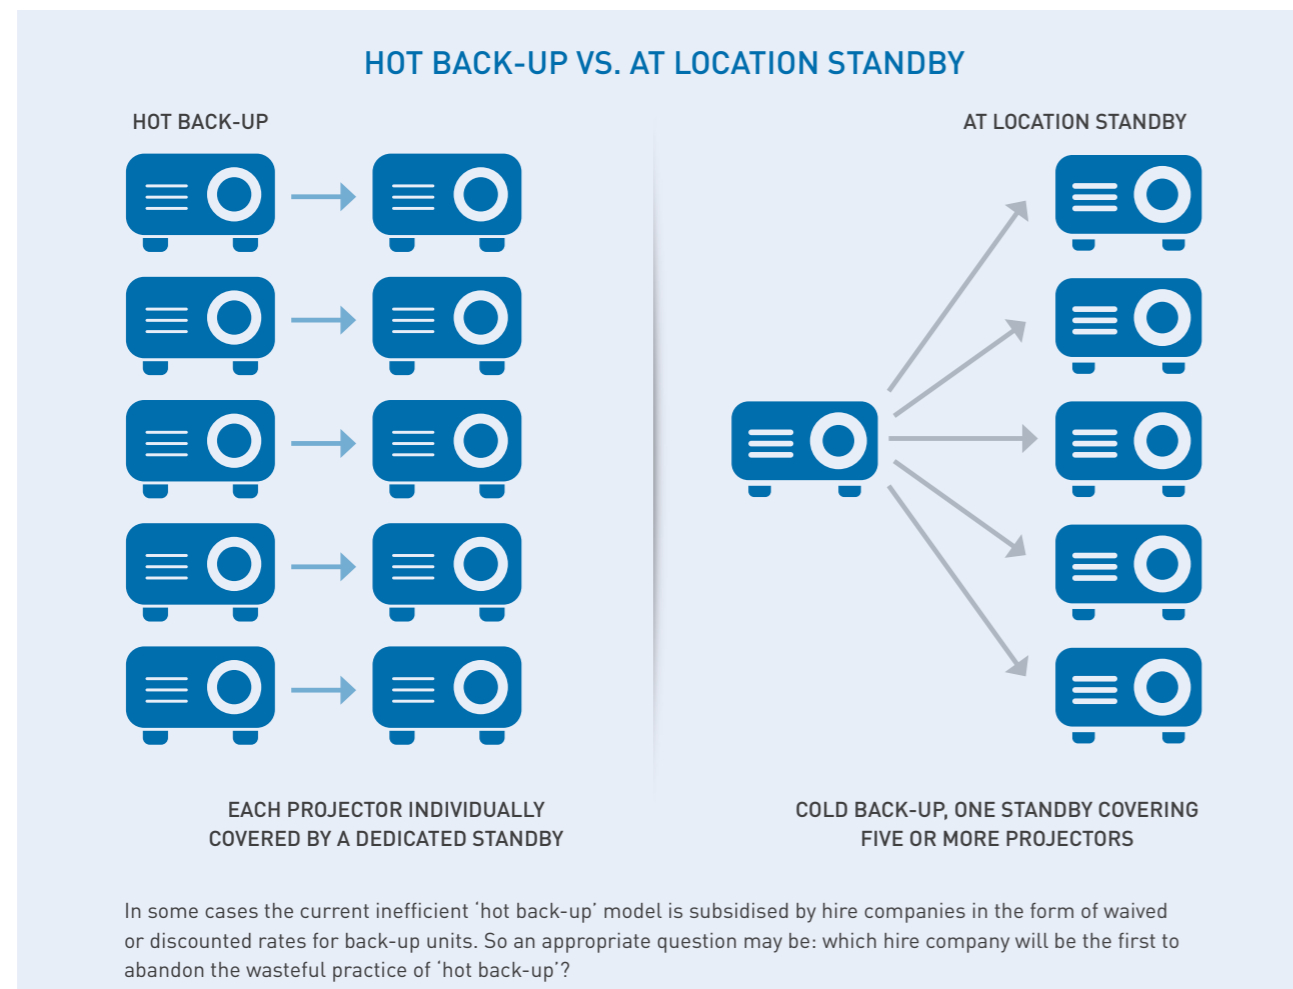 HOT BACK-UP VS. AT LOCATION STANDBY
HOT BACK-UP
AT LOCATION STANDBY
EACH PROJECTOR INDIVIDUALLY
COVERED BY A DEDICATED STANDBY
COLD BACK-UP, ONE STANDBY COVERING
FIVE OR MORE PROJECTORS
In some cases the current inefficient ‘hot back-up’ model is subsidised by hire companies in the form of waived
or discounted rates for back-up units. So an appropriate question may be: which hire company will be the first to
abandon the wasteful practice of ‘hot back-up’?